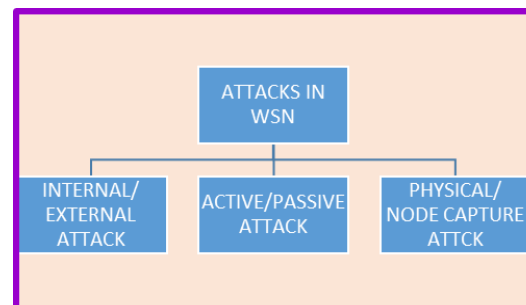 ATTACKS IN
WSN
INTERNAL/
EXTERNAL
ATTACK
ACTIVE/PASSIVE
ATTACK
PHYSICAL/
NODE CAPTURE
ATTCK